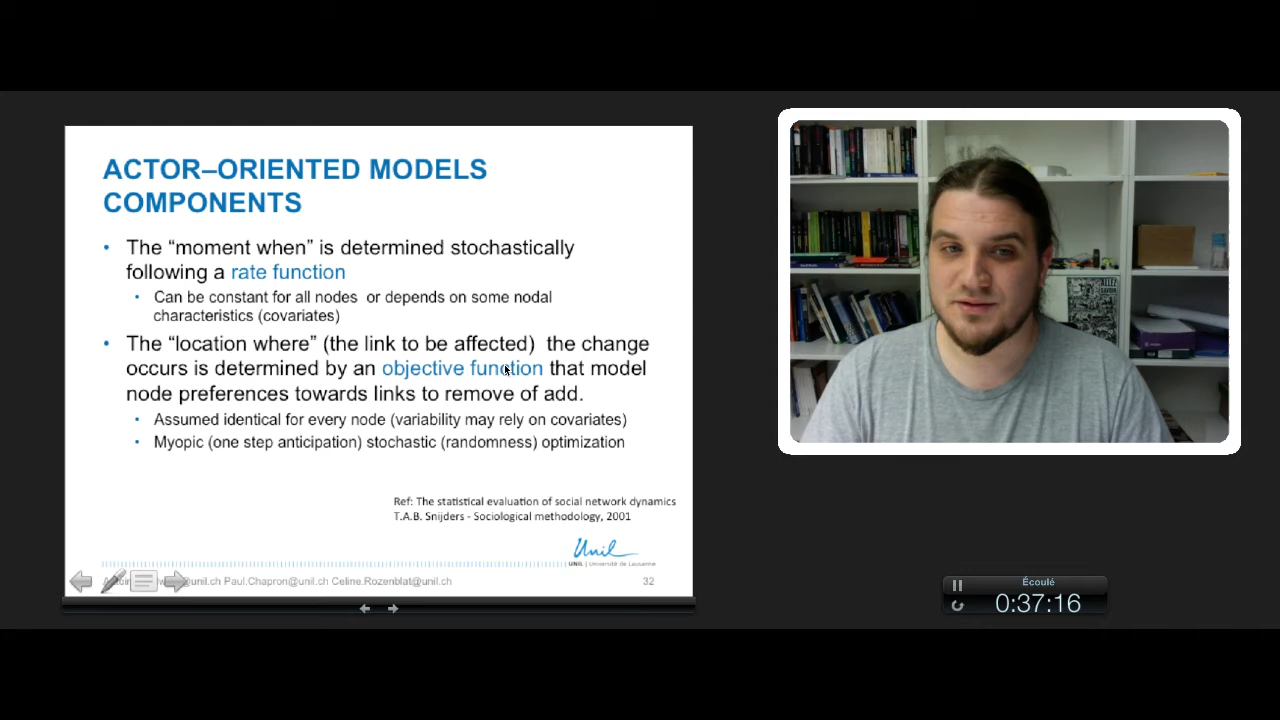 ACTOR–ORIENTED MODELS
COMPONENTS
• The “moment when” is determined stochastically
following a rate function
• Can be constant for all nodes or depends on some nodal
characteristics (covariates)
• The “location where” (the link to be affected) the change
occurs is determined by an objective function that model
node preferences towards links to remove of add.
• Assumed identical for every node (variability may rely on covariates)
• Myopic (one step anticipation) stochastic (randomness) optimization
Ref: The statistical evaluation of social network dynamics
T.A.B. Snijders - Sociological methodology, 2001
Unil
UNIL | Université de Lausanne
@unil.ch Paul.Chapron@unil.ch Celine.Rozenblat@unil.ch
32
Écoulé
0:37:16